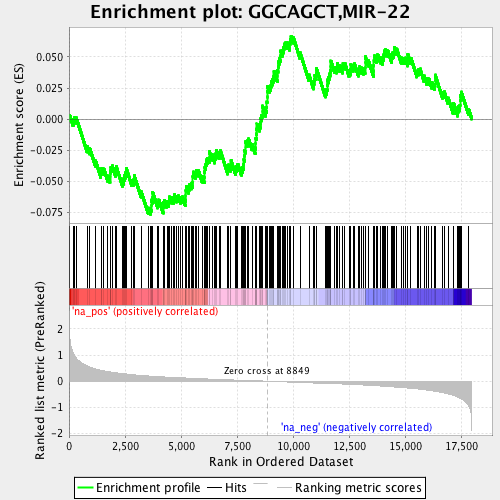 Enrichment plot: GGCAGCT,MIR-22
Enrichment score (ES)
0.050
0.025
0.000
-0.025
-0.050
-0.075
'na_pos' (positively correlated)
Ranked list metric (PreRanked)
2
1
0
-1
-2
Zero cross at 8849
'na_neg' (negatively correlated)
0
2,500
5,000
7,500
10,000
12,500
15,000
17,500
Rank in Ordered Dataset
Enrichment profile
Hits
Ranking metric scores